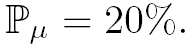 ℙ_μ = 20%.